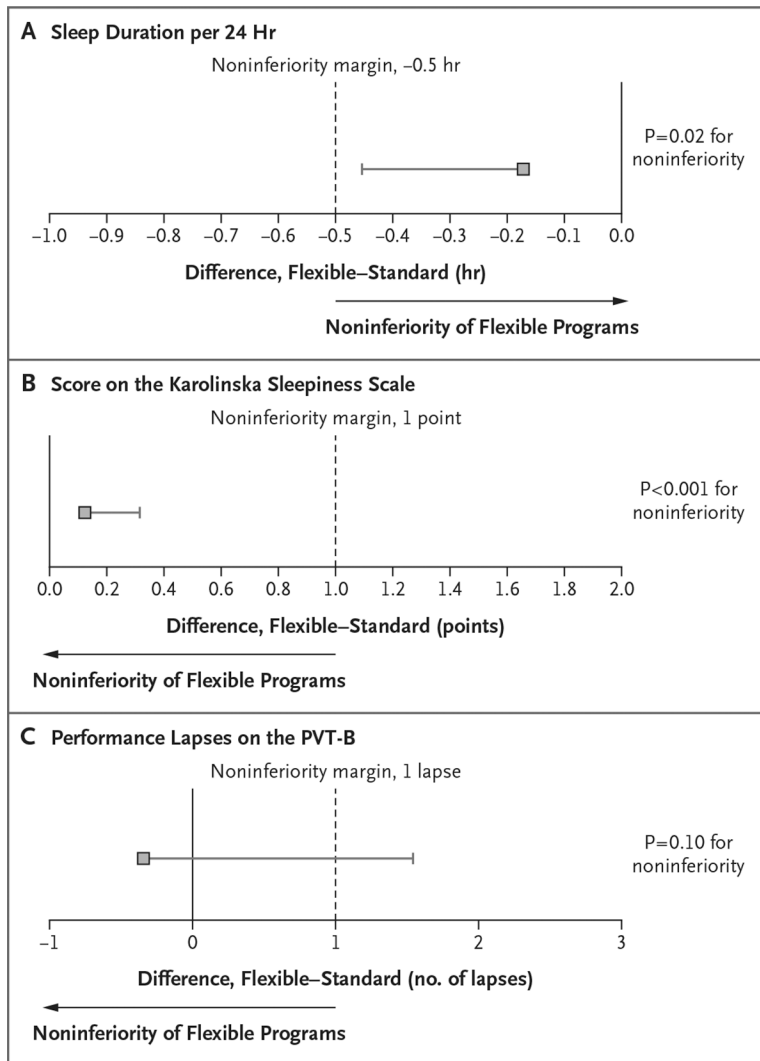 A Sleep Duration per 24 Hr
Noninferiority margin, –0.5 hr
P=0.02 for
noninferiority
–1.0 –0.9 –0.8 –0.7 –0.6 –0.5 –0.4 –0.3 –0.2 –0.1 0.0
Difference, Flexible–Standard (hr)
Noninferiority of Flexible Programs
B Score on the Karolinska Sleepiness Scale
Noninferiority margin, 1 point
P<0.001 for
noninferiority
0.0 0.2 0.4 0.6 0.8 1.0 1.2 1.4 1.6 1.8 2.0
Difference, Flexible–Standard (points)
Noninferiority of Flexible Programs
C Performance Lapses on the PVT-B
Noninferiority margin, 1 lapse
P=0.10 for
noninferiority
–1 0 1 2 3
Difference, Flexible–Standard (no. of lapses)
Noninferiority of Flexible Programs